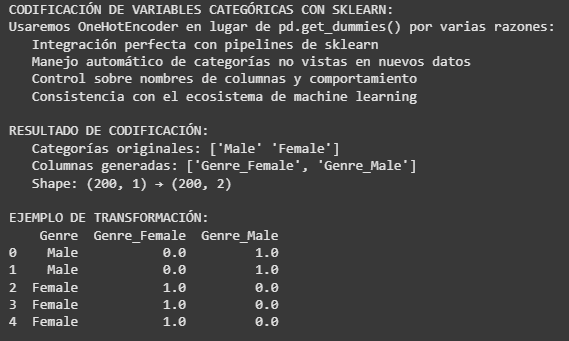 CODIFICACIÓN DE VARIABLES CATEGÓRICAS CON SKLEARN:
Usaremos OneHotEncoder en lugar de pd.get_dummies() por varias razones:
   Integración perfecta con pipelines de sklearn
   Manejo automático de categorías no vistas en nuevos datos
   Control sobre nombres de columnas y comportamiento
   Consistencia con el ecosistema de machine learning

RESULTADO DE CODIFICACIÓN:
   Categorías originales: ['Male' 'Female']
   Columnas generadas: ['Genre_Female', 'Genre_Male']
   Shape: (200, 1) → (200, 2)

EJEMPLO DE TRANSFORMACIÓN:
    Genre  Genre_Female  Genre_Male
0    Male           0.0         1.0
1    Male           0.0         1.0
2  Female           1.0         0.0
3  Female           1.0         0.0
4  Female           1.0         0.0